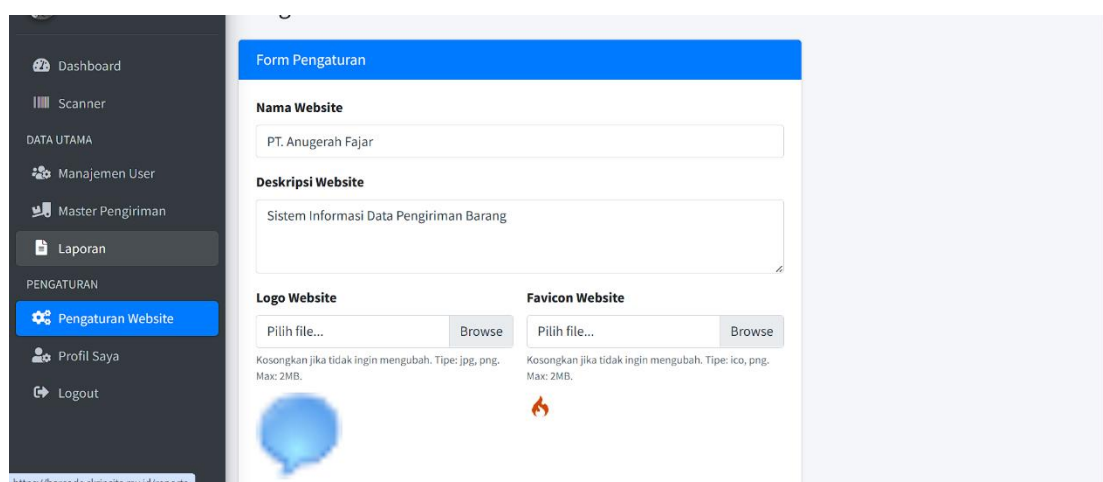 Dashboard
Scanner
DATA UTAMA
Manajemen User
Master Pengiriman
Laporan
PENGATURAN
Pengaturan Website
Profil Saya
Logout
Form Pengaturan
Nama Website
PT. Anugerah Fajar
Deskripsi Website
Sistem Informasi Data Pengiriman Barang
Logo Website
Pilih file... Browse
Kosongkan jika tidak ingin mengubah. Tipe: jpg, png.
Max: 2MB.
Favicon Website
Pilih file... Browse
Kosongkan jika tidak ingin mengubah. Tipe: ico, png.
Max: 2MB.